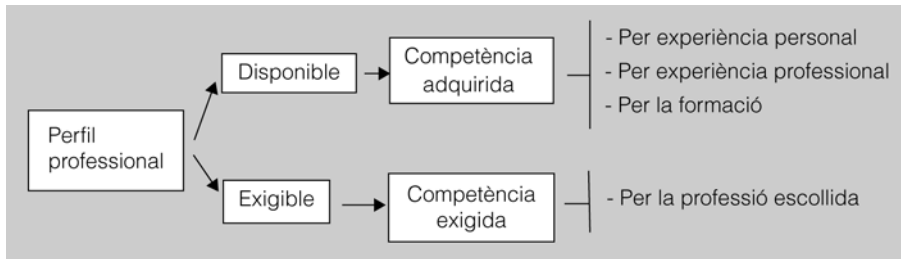 Perfil
professional
Disponible
Competència
adquirida
- Per experiència personal
- Per experiència professional
- Per la formació
Exigible
Competència
exigida
- Per la professió escollida